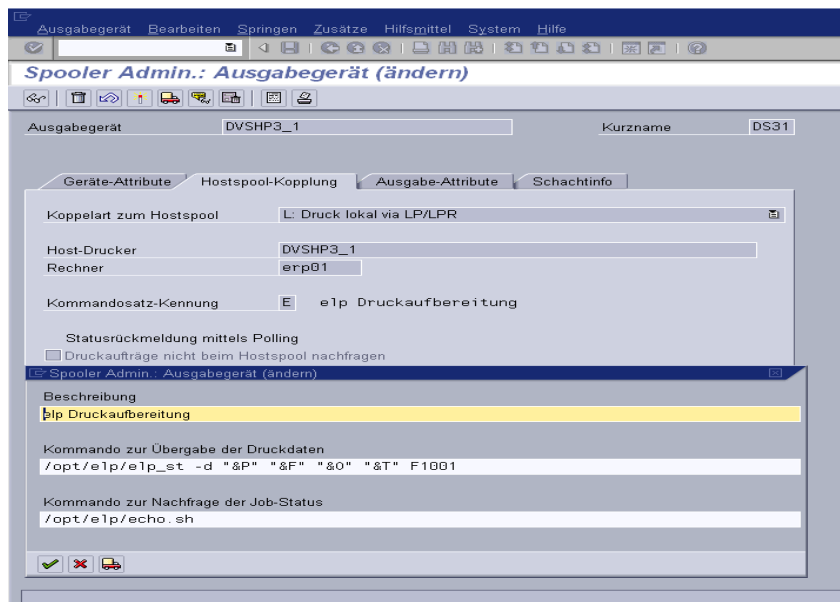 Ausgabegerät Bearbeiten Springen Zusätze Hilfsmittel System Hilfe
Spooler Admin.: Ausgabegerät (ändern)
Ausgabegerät DVSHP3_1 Kurzname DS31
Geräte-Attribute Hostspool-Kopplung Ausgabe-Attribute Schachtinfo
Koppelart zum Hostspool L: Druck lokal via LP/LPR
Host-Drucker DVSHP3_1
Rechner erp01
Kommandosatz-Kennung E elp Druckaufbereitung
Statusrückmeldung mittels Polling
Druckaufträge nicht beim Hostspool nachfragen
Spooler Admin.: Ausgabegerät (ändern)
Beschreibung
elp Druckaufbereitung
Kommando zur Übergabe der Druckdaten
/opt/elp/elp_st -d "&P" "&F" "&O" "&T" F1001
Kommando zur Nachfrage der Job-Status
/opt/elp/echo.sh